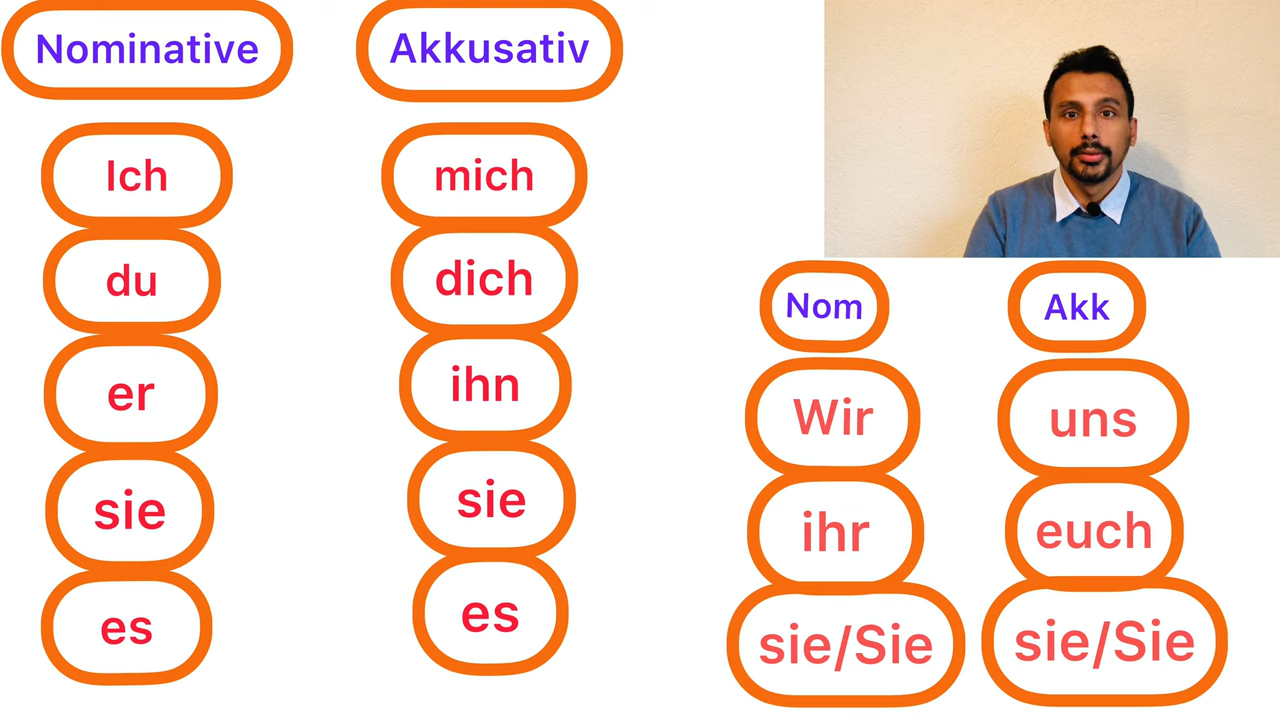 Nominative Akkusativ
Ich mich
du dich
er ihn
sie sie
es es
Nom Akk
Wir uns
ihr euch
sie/Sie sie/Sie